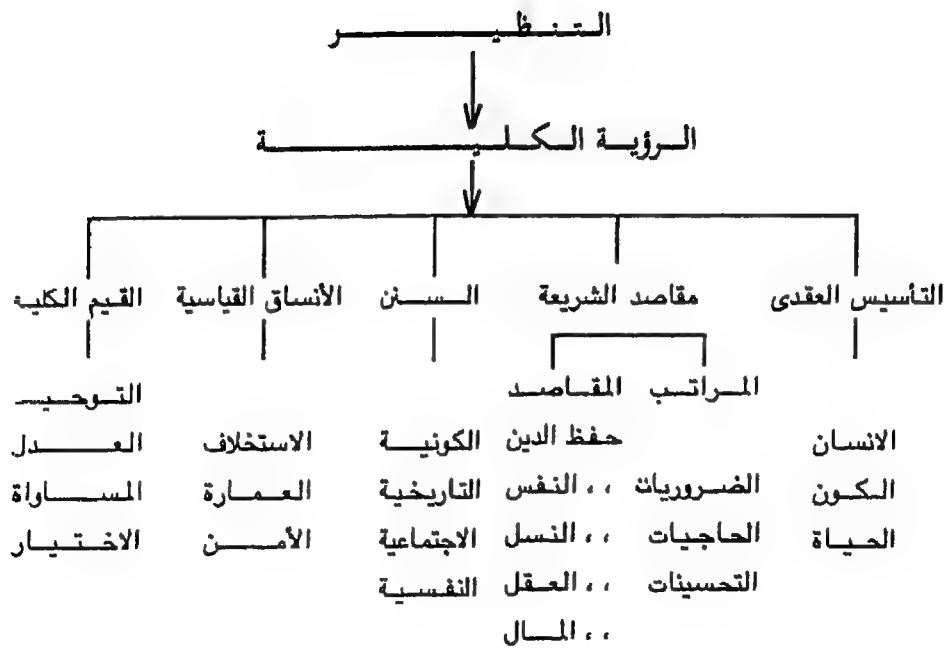 التنظير
الرؤية الكلية
التأسيس العقدى مقاصد الشريعة السنن الأنساق القياسية القيم الكلية
المراتب المقاصد التوحيد
الانسان حفظ الدين الكونية الاستخلاف العدل
الكون الضروريات ،، النفس التاريخية العمارة المساواة
الحياة الحاجيات ،، النسل الاجتماعية الأمن الاختيار
التحسينات ،، العقل النفسية
،، المال